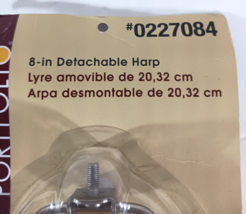 #0227084
8-in Detachable Harp
Lyre amovible de 20,32 cm
Arpa desmontable de 20,32 cm
PORTFOLIO